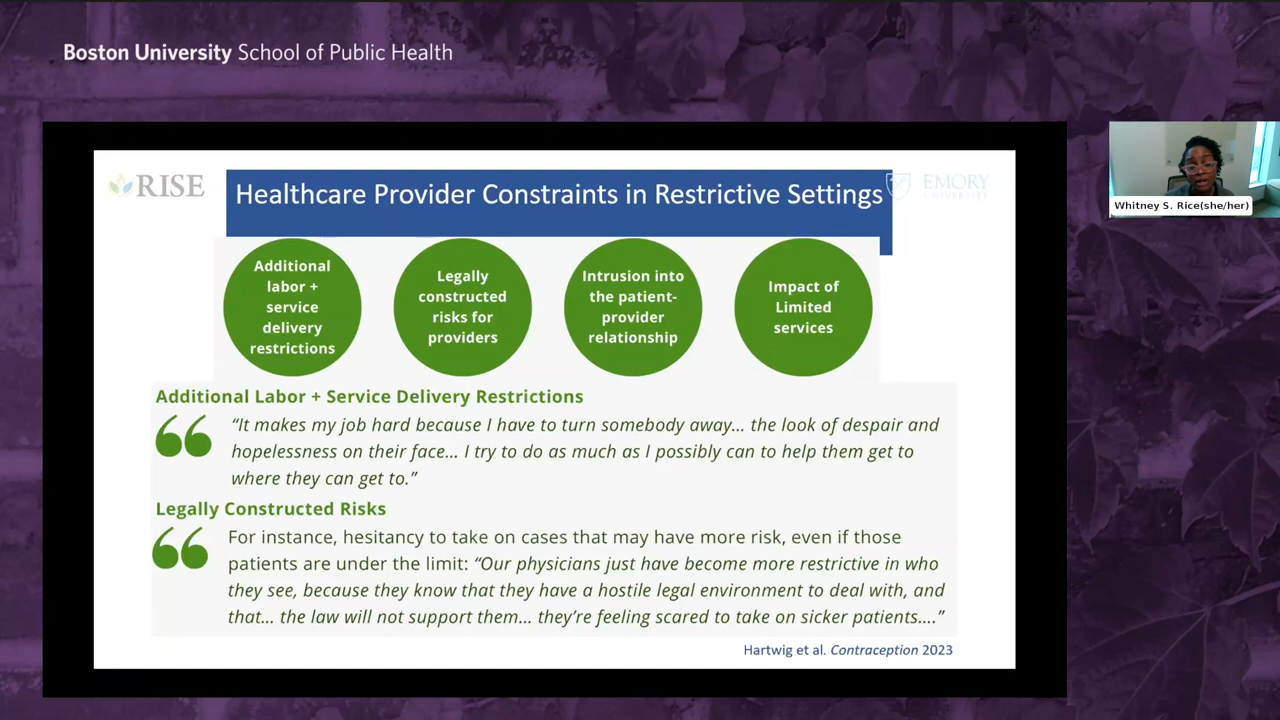 Boston University School of Public Health
RISE
Healthcare Provider Constraints in Restrictive Settings
EMORY
UNIVERSITY
Additional
labor +
service
delivery
restrictions
Legally
constructed
risks for
providers
Intrusion into
the patient-
provider
relationship
Impact of
Limited
services
Whitney S. Rice(she/her)
Additional Labor + Service Delivery Restrictions
“It makes my job hard because I have to turn somebody away... the look of despair and
hopelessness on their face... I try to do as much as I possibly can to help them get to
where they can get to.”
Legally Constructed Risks
For instance, hesitancy to take on cases that may have more risk, even if those
patients are under the limit: “Our physicians just have become more restrictive in who
they see, because they know that they have a hostile legal environment to deal with, and
that... the law will not support them... they’re feeling scared to take on sicker patients....”
Hartwig et al. Contraception 2023